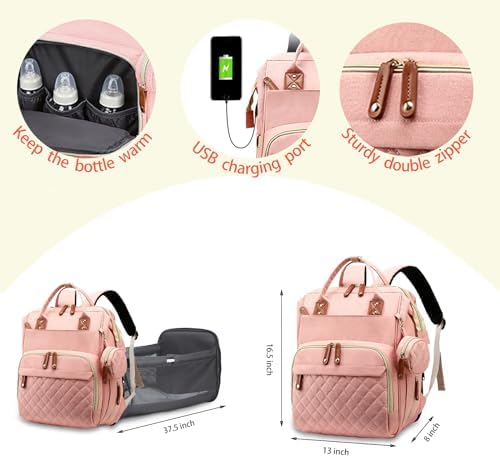 Keep the bottle warm
USB charging port
Sturdy double zipper
37.5 inch
16.5 inch
13 inch
8 inch